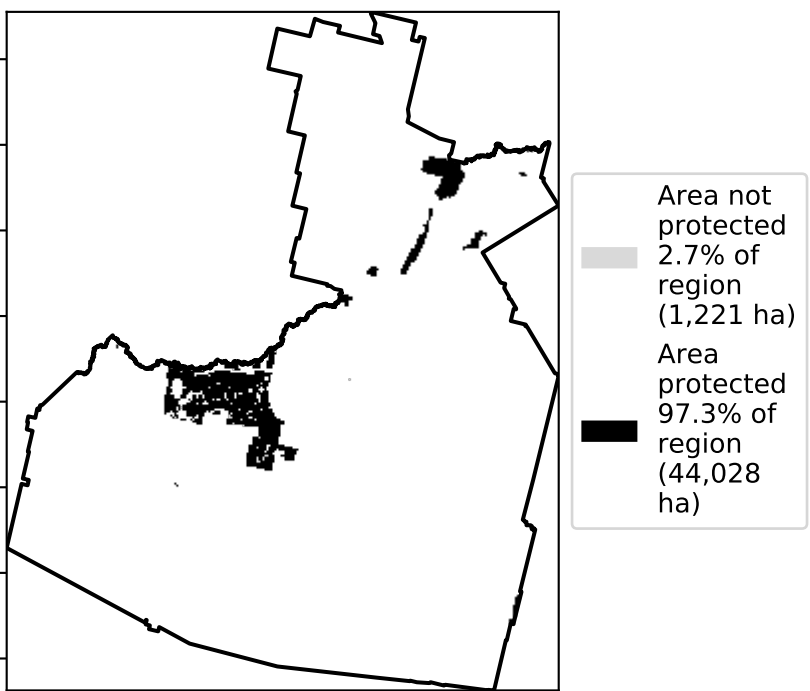 Area not
protected
2.7% of
region
(1,221 ha)
Area
protected
97.3% of
region
(44,028
ha)